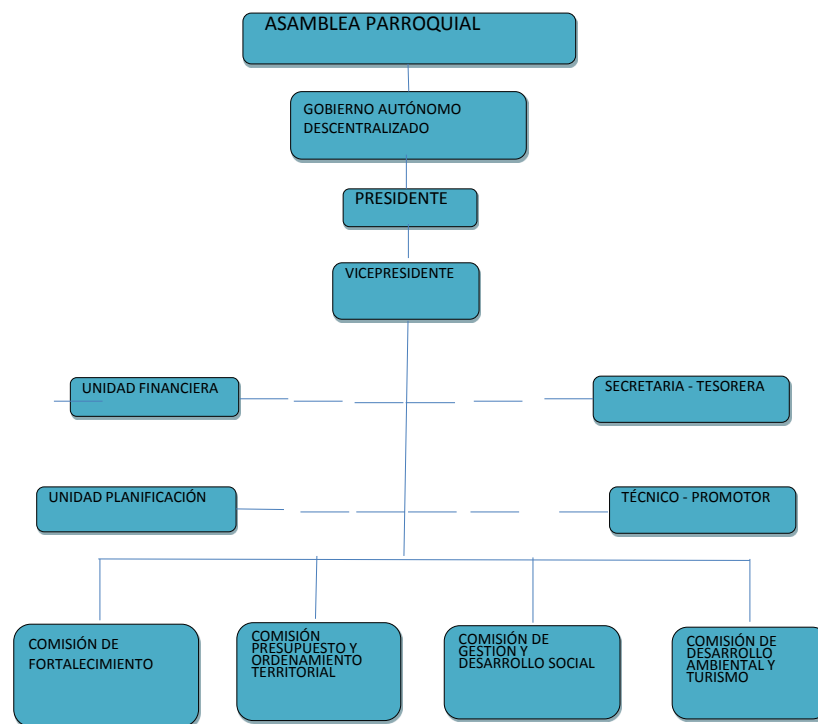 ASAMBLEA PARROQUIAL
GOBIERNO AUTÓNOMO
DESCENTRALIZADO
PRESIDENTE
VICEPRESIDENTE
UNIDAD FINANCIERA
SECRETARIA - TESORERA
UNIDAD PLANIFICACIÓN
TÉCNICO - PROMOTOR
COMISIÓN DE
FORTALECIMIENTO
COMISIÓN
PRESUPUESTO Y
ORDENAMIENTO
TERRITORIAL
COMISIÓN DE
GESTIÓN Y
DESARROLLO SOCIAL
COMISIÓN DE
DESARROLLO
AMBIENTAL Y
TURISMO